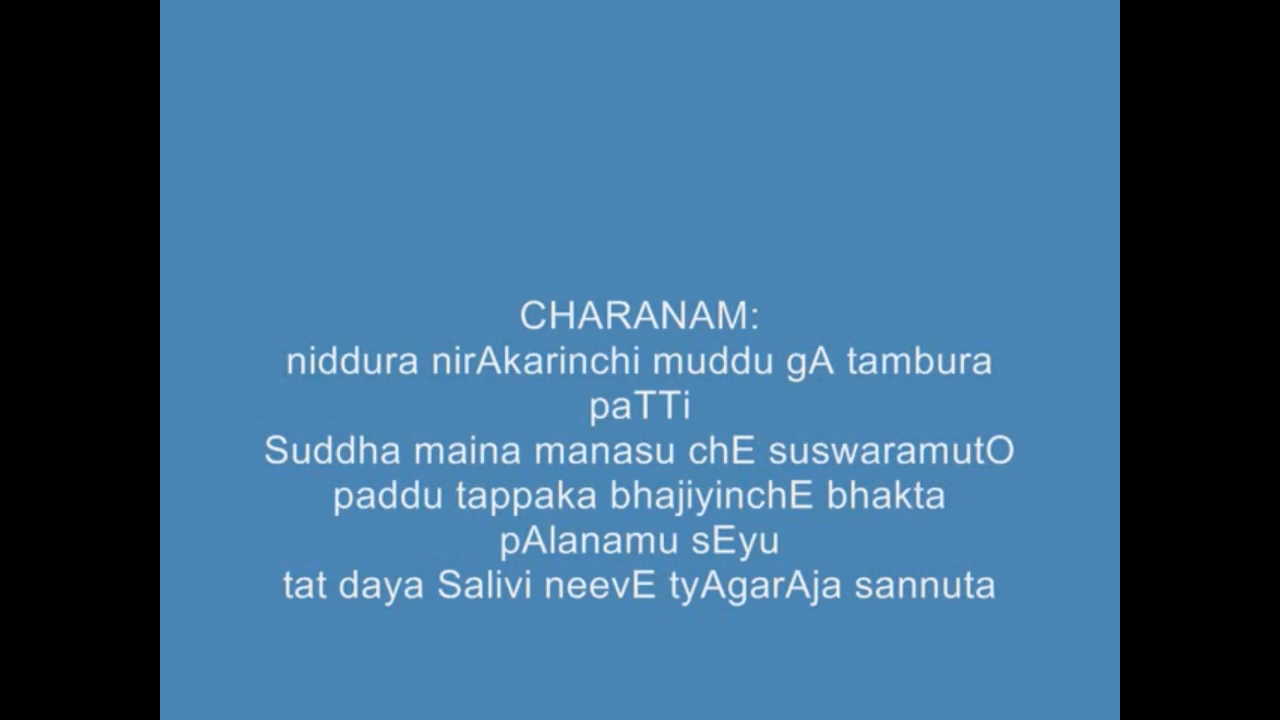 CHARANAM:
niddura nirAkarinchi muddu gA tambura
paTTi
Suddha maina manasu chE suswaramutO
paddu tappaka bhajiyinchE bhakta
pAlanamu sEyu
tat daya Salivi neevE tyAgarAja sannuta